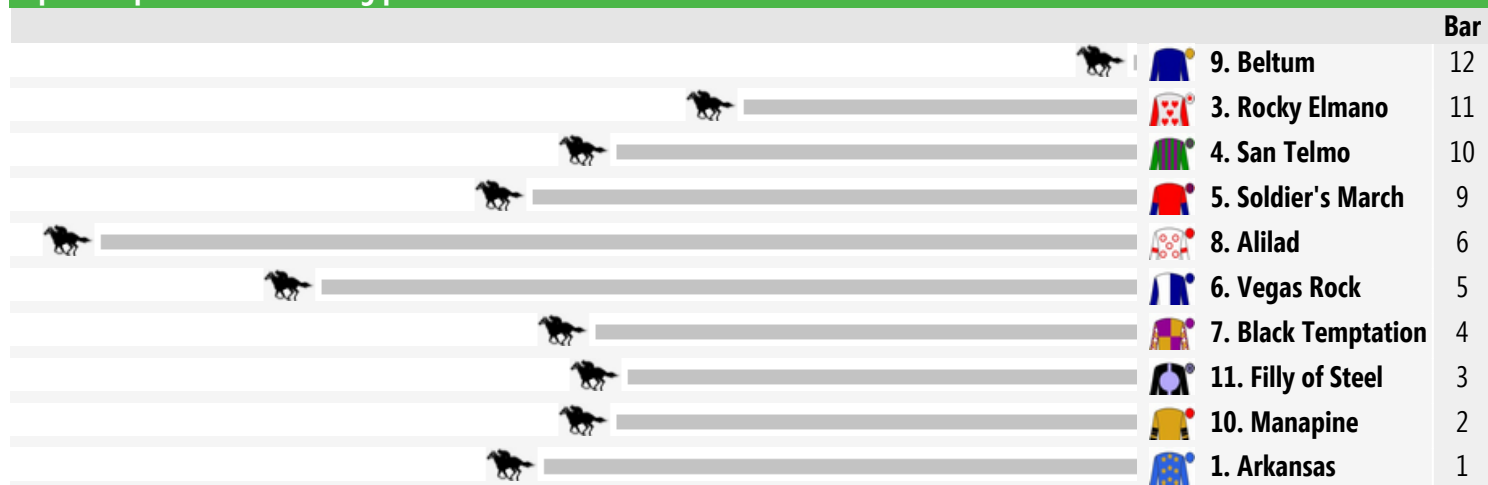 Bar
9. Beltum 12
3. Rocky Elmano 11
4. San Telmo 10
5. Soldier's March 9
8. Alilad 6
6. Vegas Rock 5
7. Black Temptation 4
11. Filly of Steel 3
10. Manapine 2
1. Arkansas 1